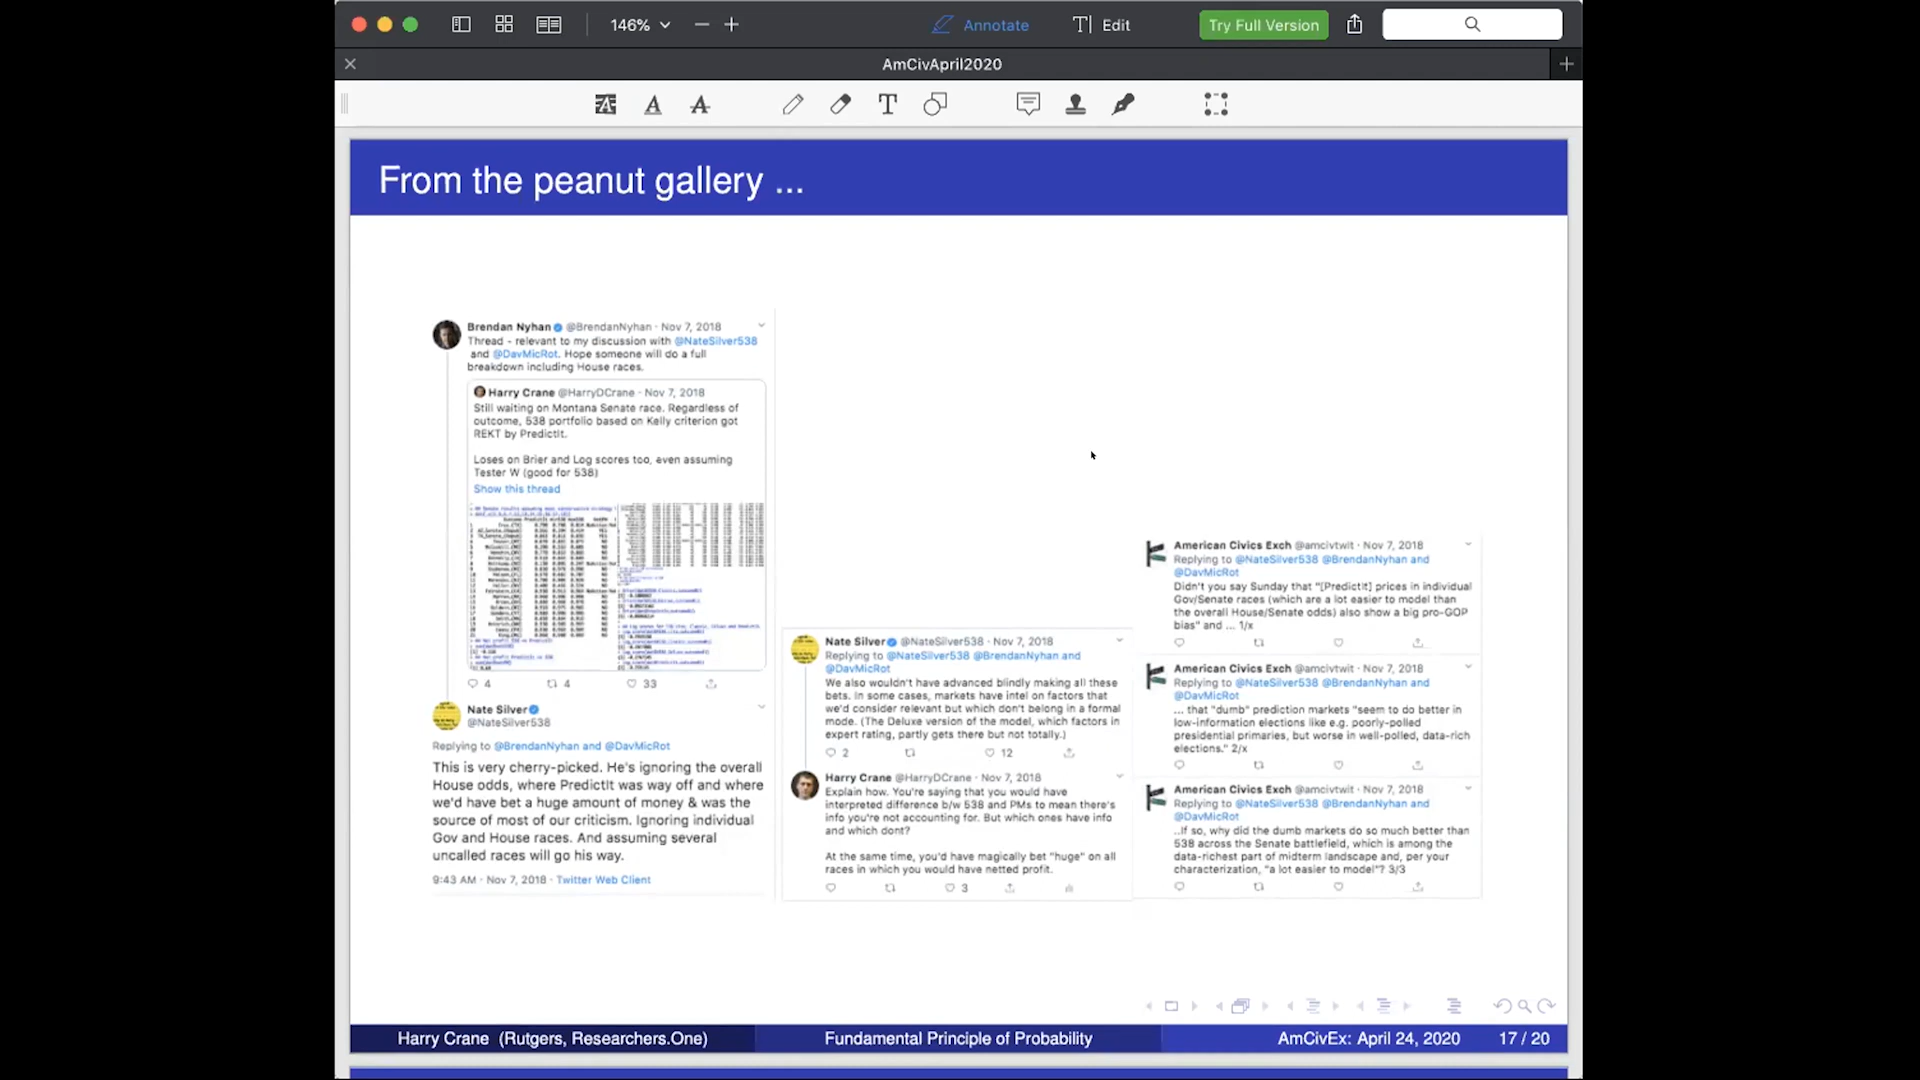 146%
Annotate
Edit
Try Full Version
AmCivApril2020
From the peanut gallery ...
Brendan Nyhan @BrendanNyhan · Nov 7, 2018
Thread - relevant to my discussion with @NateSilver538
and @DavMicRot. Hope someone will do a full
breakdown including House races.
Harry Crane @HarryDCrane · Nov 7, 2018
Still waiting on Montana Senate race. Regardless of
outcome, 538 portfolio based on Kelly criterion got
REKT by PredictIt.
Loses on Brier and Log scores too, even assuming
Tester W (good for 538)
Show this thread
4 4 33
Nate Silver
@NateSilver538
Replying to @BrendanNyhan and @DavMicRot
This is very cherry-picked. He's ignoring the overall
House odds, where PredictIt was way off and where
we'd have bet a huge amount of money & was the
source of most of our criticism. Ignoring individual
Gov and House races. And assuming several
uncalled races will go his way.
9:43 AM · Nov 7, 2018 · Twitter Web Client
Nate Silver @NateSilver538 · Nov 7, 2018
Replying to @NateSilver538 @BrendanNyhan and
@DavMicRot
We also wouldn't have advanced blindly making all these
bets. In some cases, markets have intel on factors that
we'd consider relevant but which don't belong in a formal
mode. (The Deluxe version of the model, which factors in
expert rating, partly gets there but not totally.)
2 12
Harry Crane @HarryDCrane · Nov 7, 2018
Explain how. You're saying that you would have
interpreted difference b/w 538 and PMs to mean there's
info you're not accounting for. But which ones have info
and which dont?
At the same time, you'd have magically bet "huge" on all
races in which you would have netted profit.
3
American Civics Exch @amcivtwit · Nov 7, 2018
Replying to @NateSilver538 @BrendanNyhan and
@DavMicRot
Didn't you say Sunday that "[PredictIt] prices in individual
Gov/Senate races (which are a lot easier to model than
the overall House/Senate odds) also show a big pro-GOP
bias" and ... 1/x
American Civics Exch @amcivtwit · Nov 7, 2018
Replying to @NateSilver538 @BrendanNyhan and
@DavMicRot
... that "dumb" prediction markets "seem to do better in
low-information elections like e.g. poorly-polled
presidential primaries, but worse in well-polled, data-rich
elections." 2/x
American Civics Exch @amcivtwit · Nov 7, 2018
Replying to @NateSilver538 @BrendanNyhan and
@DavMicRot
..If so, why did the dumb markets do so much better than
538 across the Senate battlefield, which is among the
data-richest part of midterm landscape and, per your
characterization, "a lot easier to model"? 3/3
Harry Crane (Rutgers, Researchers.One)
Fundamental Principle of Probability
AmCivEx: April 24, 2020
17 / 20